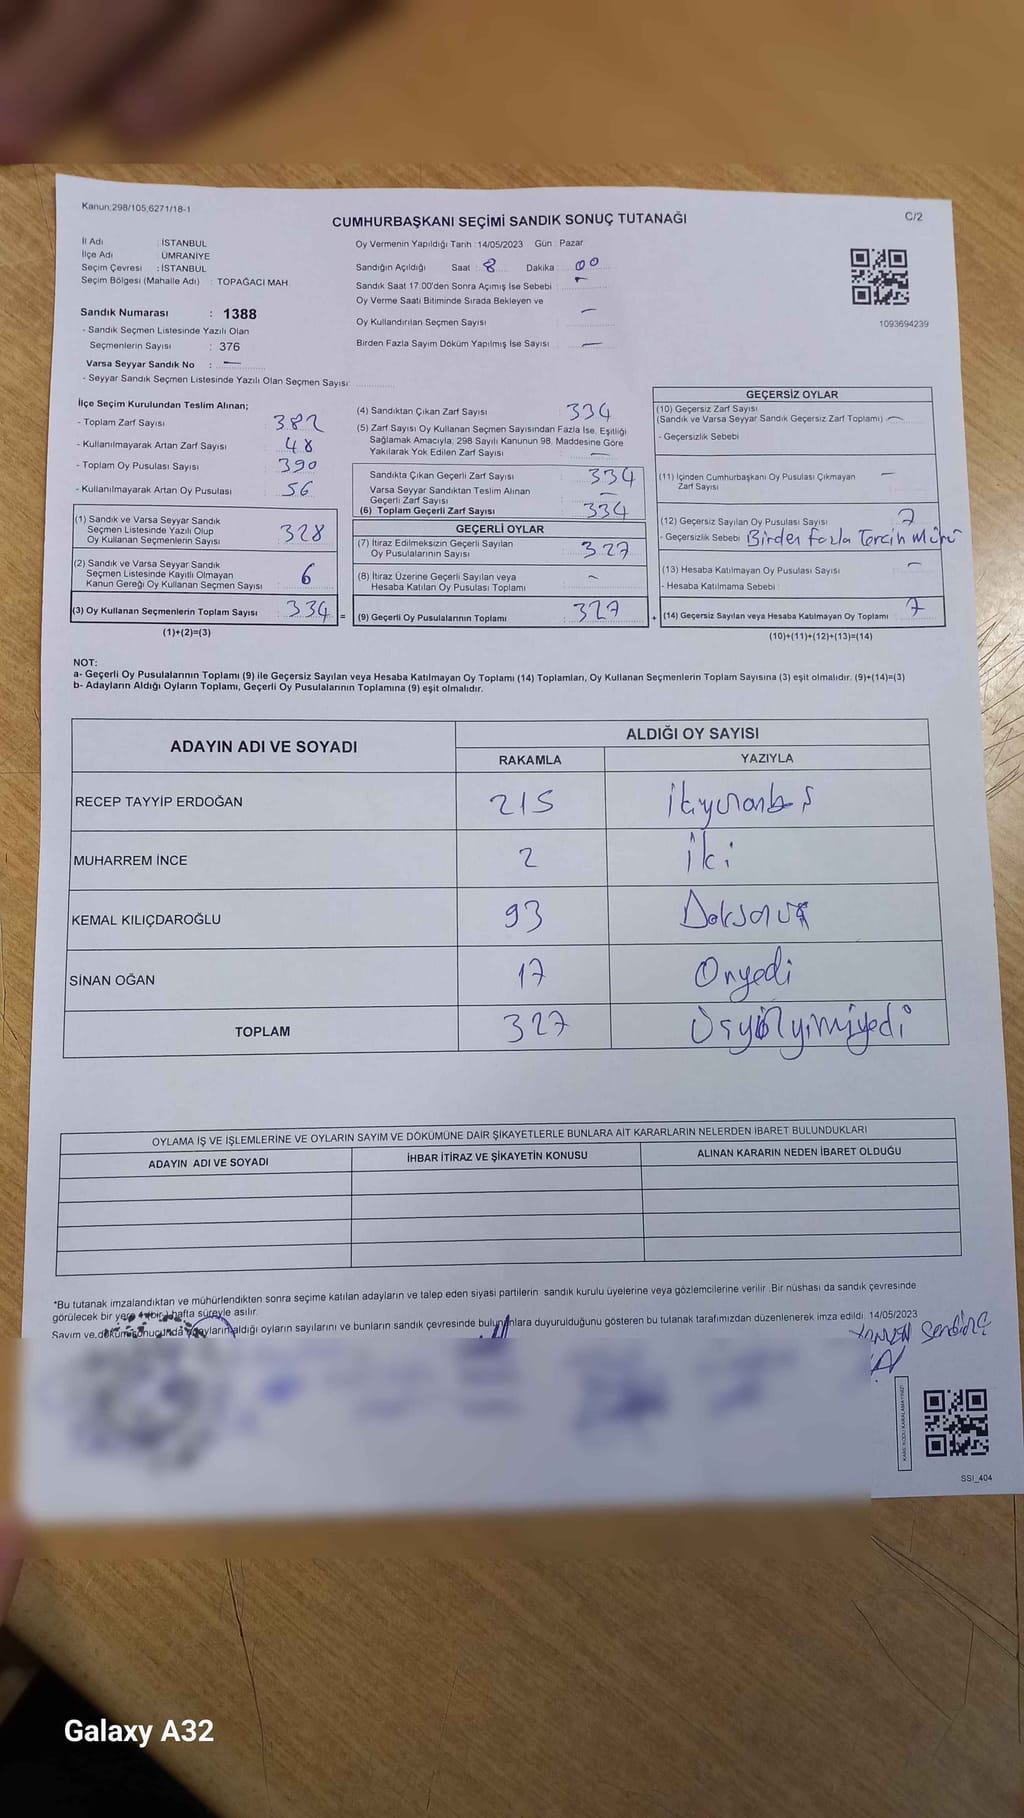 Kanun:298/105,6271/18-1
CUMHURBAŞKANI SEÇİMİ SANDIK SONUÇ TUTANAĞI
C/2
İl Adı : İSTANBUL
İlçe Adı : ÜMRANİYE
Seçim Çevresi : İSTANBUL
Seçim Bölgesi (Mahalle Adı) : TOPAĞACI MAH.
Sandık Numarası : 1388
- Sandık Seçmen Listesinde Yazılı Olan
Seçmenlerin Sayısı : 376
Varsa Seyyar Sandık No : —
- Seyyar Sandık Seçmen Listesinde Yazılı Olan Seçmen Sayısı:
Oy Vermenin Yapıldığı Tarih : 14/05/2023 Gün : Pazar
Sandığın Açıldığı Saat : 8 Dakika : 00
Sandık Saat 17:00'den Sonra Açımış İse Sebebi : —
Oy Verme Saati Bitiminde Sırada Bekleyen ve
Oy Kullandırılan Seçmen Sayısı —
Birden Fazla Sayım Döküm Yapılmış İse Sayısı : —
1093694239
İlçe Seçim Kurulundan Teslim Alınan;
- Toplam Zarf Sayısı : 382
- Kullanılmayarak Artan Zarf Sayısı : 48
- Toplam Oy Pusulası Sayısı : 390
- Kullanılmayarak Artan Oy Pusulası : 56
(1) Sandık ve Varsa Seyyar Sandık
Seçmen Listesinde Yazılı Olup
Oy Kullanan Seçmenlerin Sayısı : 328
(2) Sandık ve Varsa Seyyar Sandık
Seçmen Listesinde Kayıtlı Olmayan
Kanun Gereği Oy Kullanan Seçmen Sayısı : 6
(3) Oy Kullanan Seçmenlerin Toplam Sayısı : 334 =
(1)+(2)=(3)
(4) Sandıktan Çıkan Zarf Sayısı : 334
(5) Zarf Sayısı Oy Kullanan Seçmen Sayısından Fazla İse, Eşitliği
Sağlamak Amacıyla, 298 Sayılı Kanunun 98. Maddesine Göre
Yakılarak Yok Edilen Zarf Sayısı : —
Sandıkta Çıkan Geçerli Zarf Sayısı : 334
Varsa Seyyar Sandıktan Teslim Alınan
Geçerli Zarf Sayısı : —
(6) Toplam Geçerli Zarf Sayısı : 334
GEÇERLİ OYLAR
(7) İtiraz Edilmeksizin Geçerli Sayılan
Oy Pusulalarının Sayısı : 327
(8) İtiraz Üzerine Geçerli Sayılan veya
Hesaba Katılan Oy Pusulası Toplamı : —
(9) Geçerli Oy Pusulalarının Toplamı : 327 +
GEÇERSİZ OYLAR
(10) Geçersiz Zarf Sayısı
(Sandık ve Varsa Seyyar Sandık Geçersiz Zarf Toplamı) —
- Geçersizlik Sebebi
(11) İçinden Cumhurbaşkanı Oy Pusulası Çıkmayan
Zarf Sayısı —
(12) Geçersiz Sayılan Oy Pusulası Sayısı : 7
- Geçersizlik Sebebi Birden fazla Tercih Mührü
(13) Hesaba Katılmayan Oy Pusulası Sayısı : —
- Hesaba Katılmama Sebebi :
(14) Geçersiz Sayılan veya Hesaba Katılmayan Oy Toplamı : 7
(10)+(11)+(12)+(13)=(14)
NOT:
a- Geçerli Oy Pusulalarının Toplamı (9) ile Geçersiz Sayılan veya Hesaba Katılmayan Oy Toplamı (14) Toplamları, Oy Kullanan Seçmenlerin Toplam Sayısına (3) eşit olmalıdır. (9)+(14)=(3)
b- Adayların Aldığı Oyların Toplamı, Geçerli Oy Pusulalarının Toplamına (9) eşit olmalıdır.
ADAYIN ADI VE SOYADI
ALDIĞI OY SAYISI
RAKAMLA YAZIYLA
RECEP TAYYİP ERDOĞAN 215 İkiyüzonbeş
MUHARREM İNCE 2 İki
KEMAL KILIÇDAROĞLU 93 Doksanüç
SİNAN OĞAN 17 Onyedi
TOPLAM 327 Üçyüzyirmiyedi
OYLAMA İŞ VE İŞLEMLERİNE VE OYLARIN SAYIM VE DÖKÜMÜNE DAİR ŞİKAYETLERLE BUNLARA AİT KARARLARIN NELERDEN İBARET BULUNDUKLARI
ADAYIN ADI VE SOYADI İHBAR İTİRAZ VE ŞİKAYETİN KONUSU ALINAN KARARIN NEDEN İBARET OLDUĞU
*Bu tutanak imzalandıktan ve mühürlendikten sonra seçime katılan adayların ve talep eden siyasi partilerin sandık kurulu üyelerine veya gözlemcilerine verilir. Bir nüshası da sandık çevresinde
görülecek bir yere 1 (bir) hafta süreyle asılır.
Sayım ve döküm sonucunda adayların aldığı oyların sayılarını ve bunların sandık çevresinde bulunanlara duyurulduğunu gösteren bu tutanak tarafımızdan düzenlenerek imza edildi. 14/05/2023
KARE KODU KARALAMAYINIZ!
SSI_404
Galaxy A32